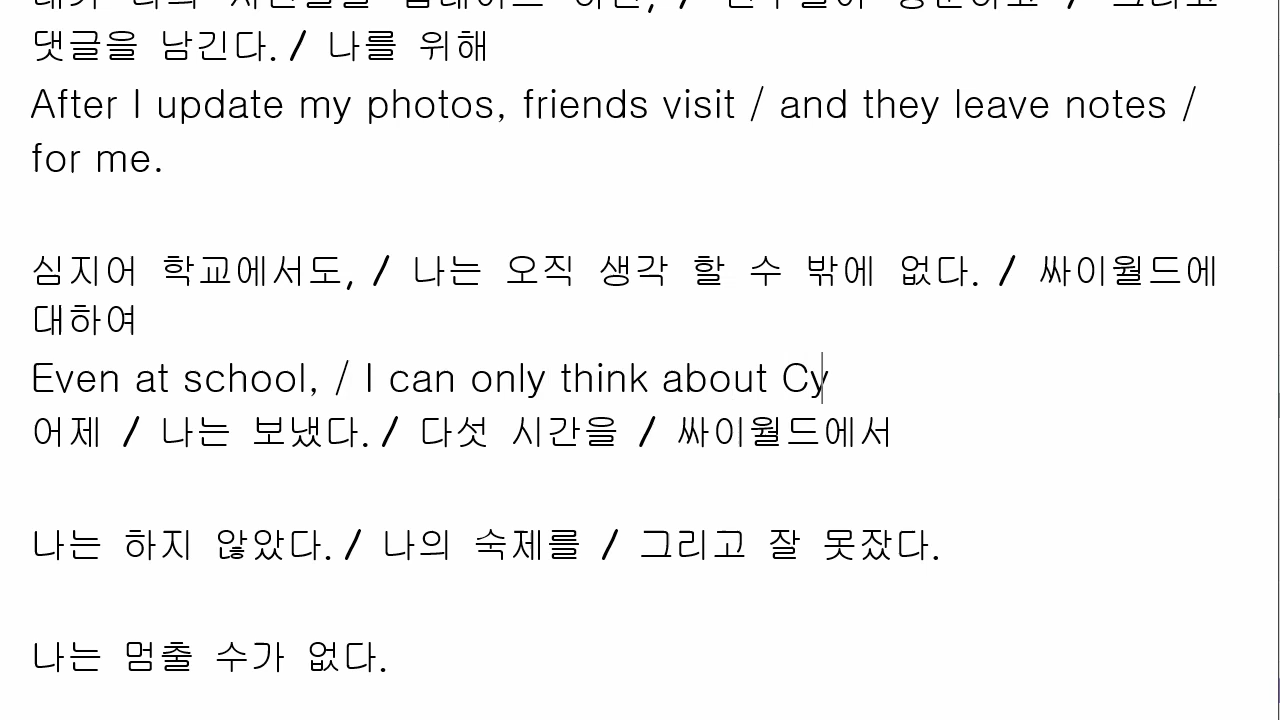 댓글을 남긴다. / 나를 위해
After I update my photos, friends visit / and they leave notes /
for me.
심지어 학교에서도, / 나는 오직 생각 할 수 밖에 없다. / 싸이월드에
대하여
Even at school, / I can only think about Cy
어제 / 나는 보냈다. / 다섯 시간을 / 싸이월드에서
나는 하지 않았다. / 나의 숙제를 / 그리고 잘 못잤다.
나는 멈출 수가 없다.